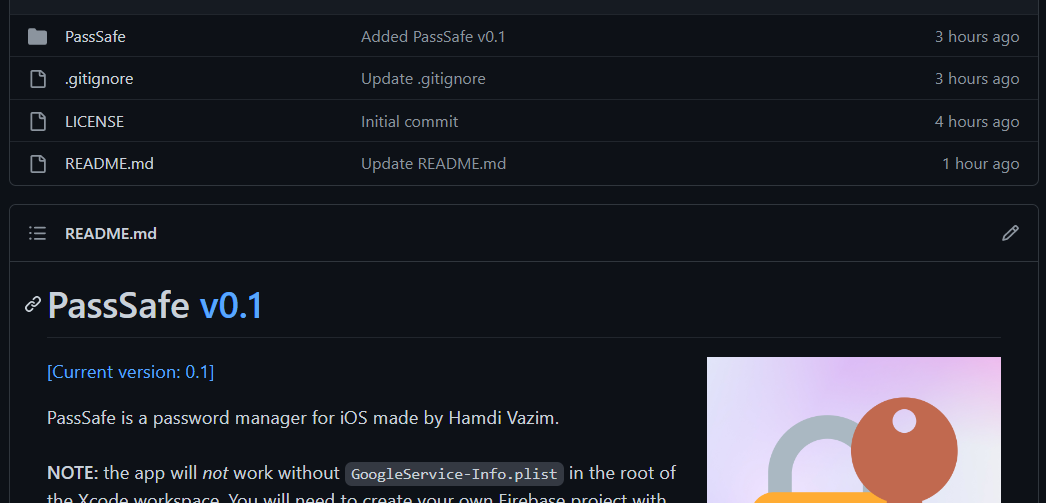 PassSafe Added PassSafe v0.1 3 hours ago
.gitignore Update .gitignore 3 hours ago
LICENSE Initial commit 4 hours ago
README.md Update README.md 1 hour ago
README.md
PassSafe v0.1
[Current version: 0.1]
PassSafe is a password manager for iOS made by Hamdi Vazim.
NOTE: the app will not work without GoogleService-Info.plist in the root of
the Xcode workspace. You will need to create your own Firebase project with